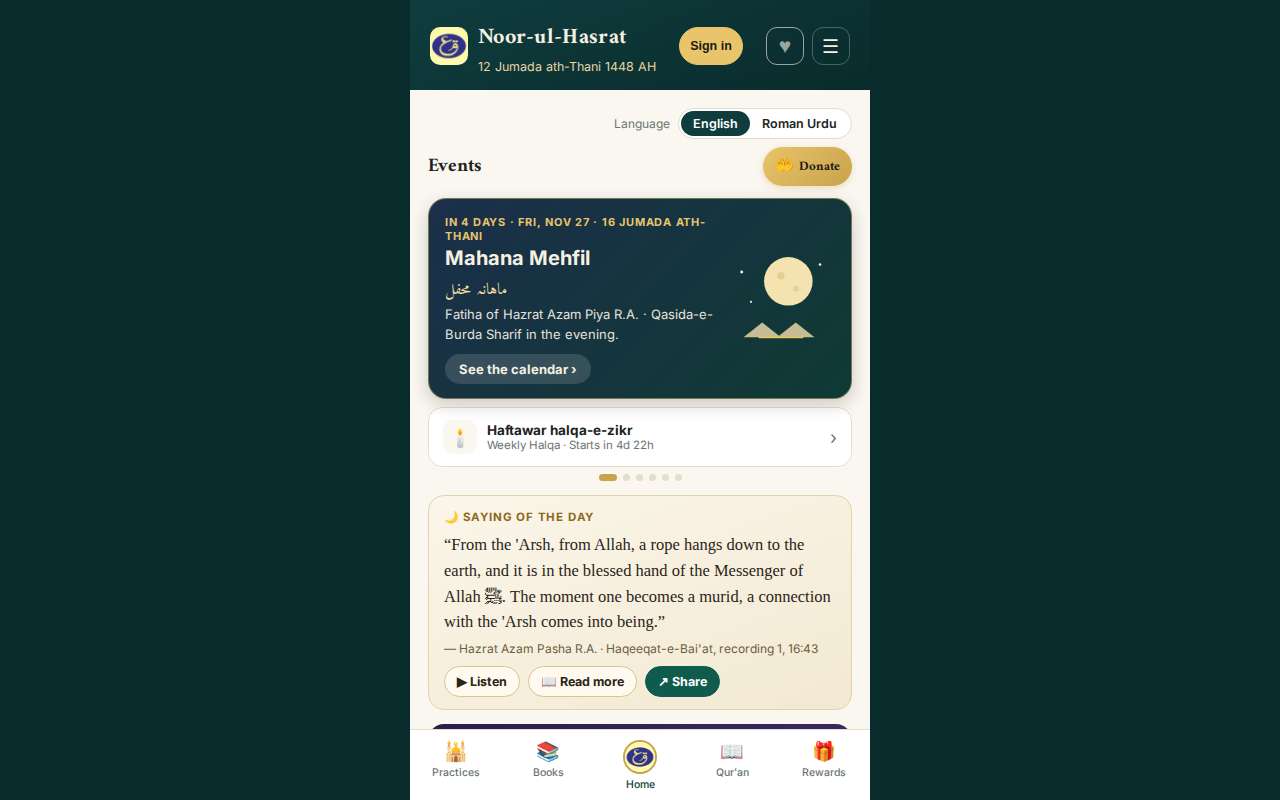 Noor-ul-Hasrat
12 Jumada ath-Thani 1448 AH
Sign in
Language
English
Roman Urdu
Events
Donate
IN 4 DAYS · FRI, NOV 27 · 16 JUMADA ATH-
THANI
Mahana Mehfil
ماہانہ محفل
Fatiha of Hazrat Azam Piya R.A. · Qasida-e-
Burda Sharif in the evening.
See the calendar ›
Haftawar halqa-e-zikr
Weekly Halqa · Starts in 4d 22h
SAYING OF THE DAY
“From the 'Arsh, from Allah, a rope hangs down to the
earth, and it is in the blessed hand of the Messenger of
Allah ﷺ. The moment one becomes a murid, a connection
with the 'Arsh comes into being.”
— Hazrat Azam Pasha R.A. · Haqeeqat-e-Bai'at, recording 1, 16:43
Listen
Read more
Share
Practices
Books
Home
Qur'an
Rewards